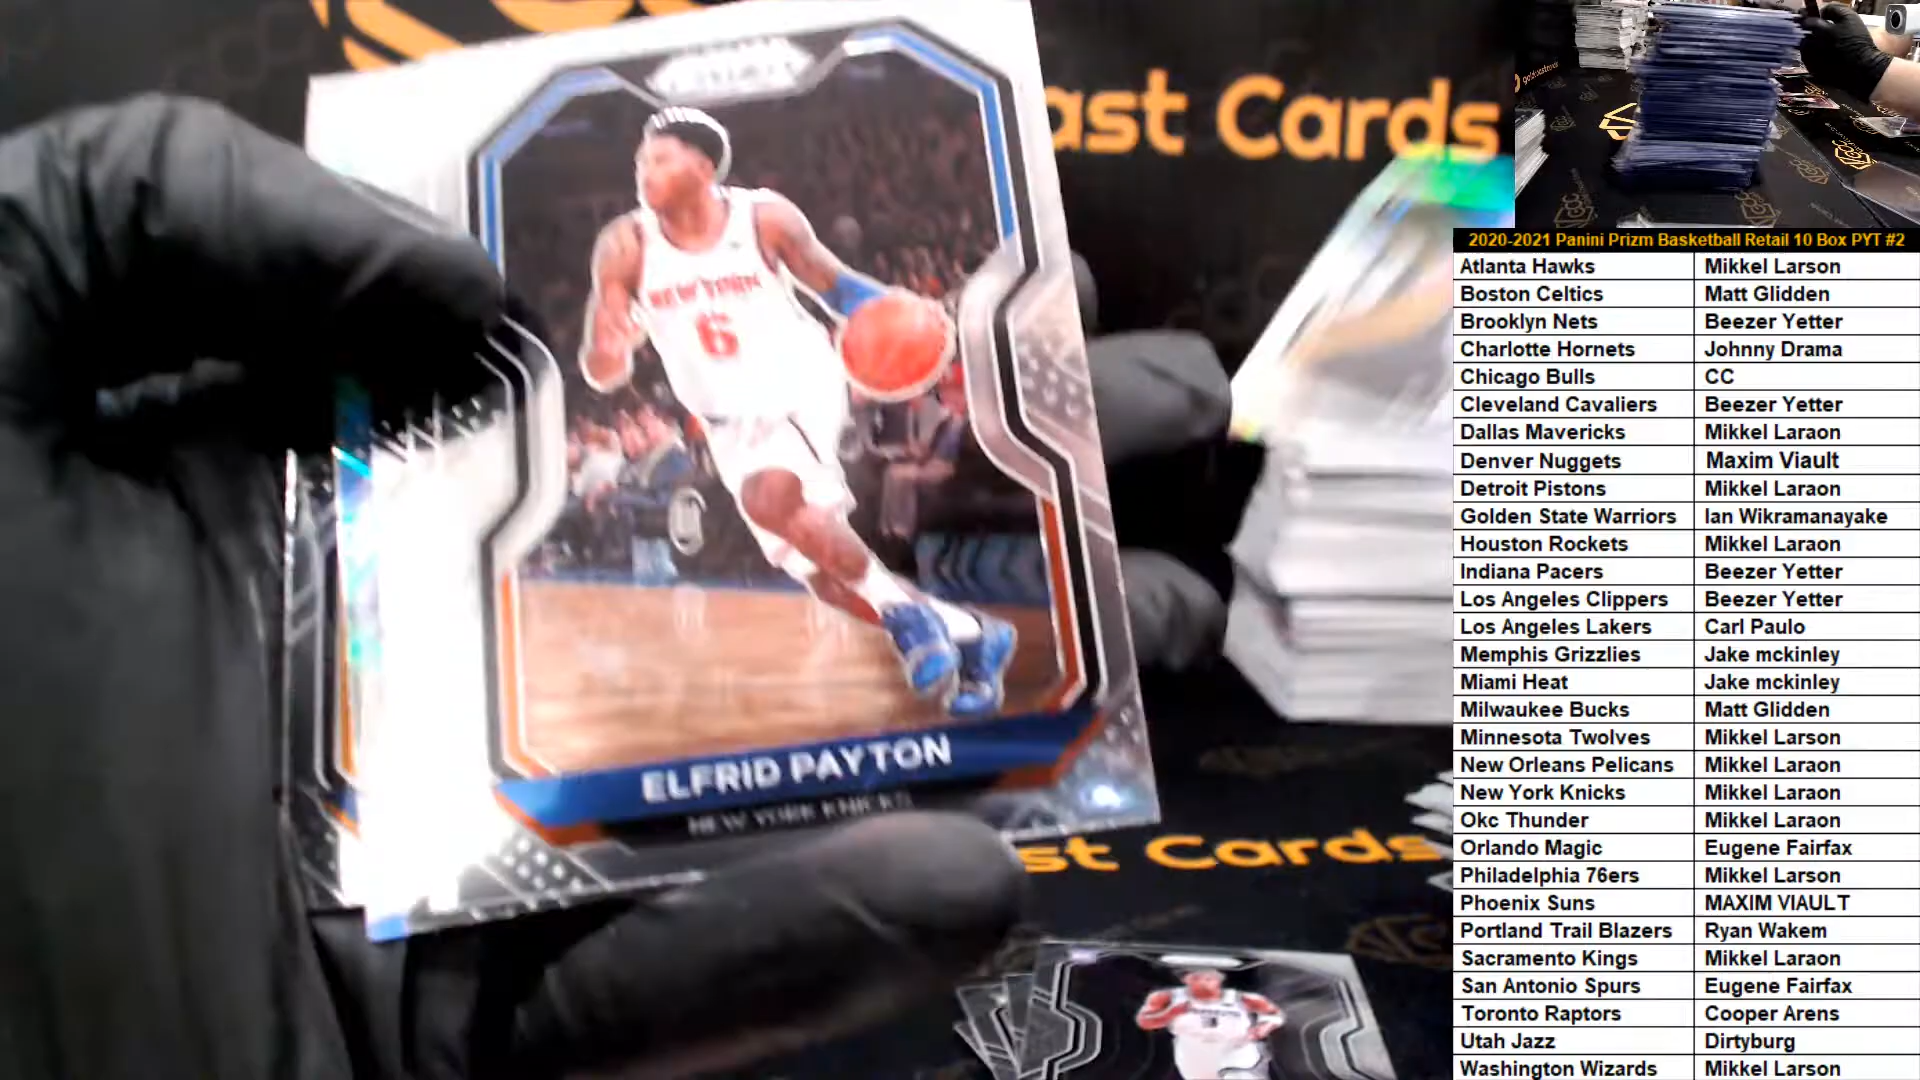 ast Cards
NEW YORK
6
ELFRID PAYTON
NEW YORK KNICKS
st Cards
2020-2021 Panini Prizm Basketball Retail 10 Box PYT #2
Atlanta Hawks Mikkel Larson
Boston Celtics Matt Glidden
Brooklyn Nets Beezer Yetter
Charlotte Hornets Johnny Drama
Chicago Bulls CC
Cleveland Cavaliers Beezer Yetter
Dallas Mavericks Mikkel Laraon
Denver Nuggets Maxim Viault
Detroit Pistons Mikkel Laraon
Golden State Warriors Ian Wikramanayake
Houston Rockets Mikkel Laraon
Indiana Pacers Beezer Yetter
Los Angeles Clippers Beezer Yetter
Los Angeles Lakers Carl Paulo
Memphis Grizzlies Jake mckinley
Miami Heat Jake mckinley
Milwaukee Bucks Matt Glidden
Minnesota Twolves Mikkel Larson
New Orleans Pelicans Mikkel Laraon
New York Knicks Mikkel Laraon
Okc Thunder Mikkel Laraon
Orlando Magic Eugene Fairfax
Philadelphia 76ers Mikkel Larson
Phoenix Suns MAXIM VIAULT
Portland Trail Blazers Ryan Wakem
Sacramento Kings Mikkel Laraon
San Antonio Spurs Eugene Fairfax
Toronto Raptors Cooper Arens
Utah Jazz Dirtyburg
Washington Wizards Mikkel Larson